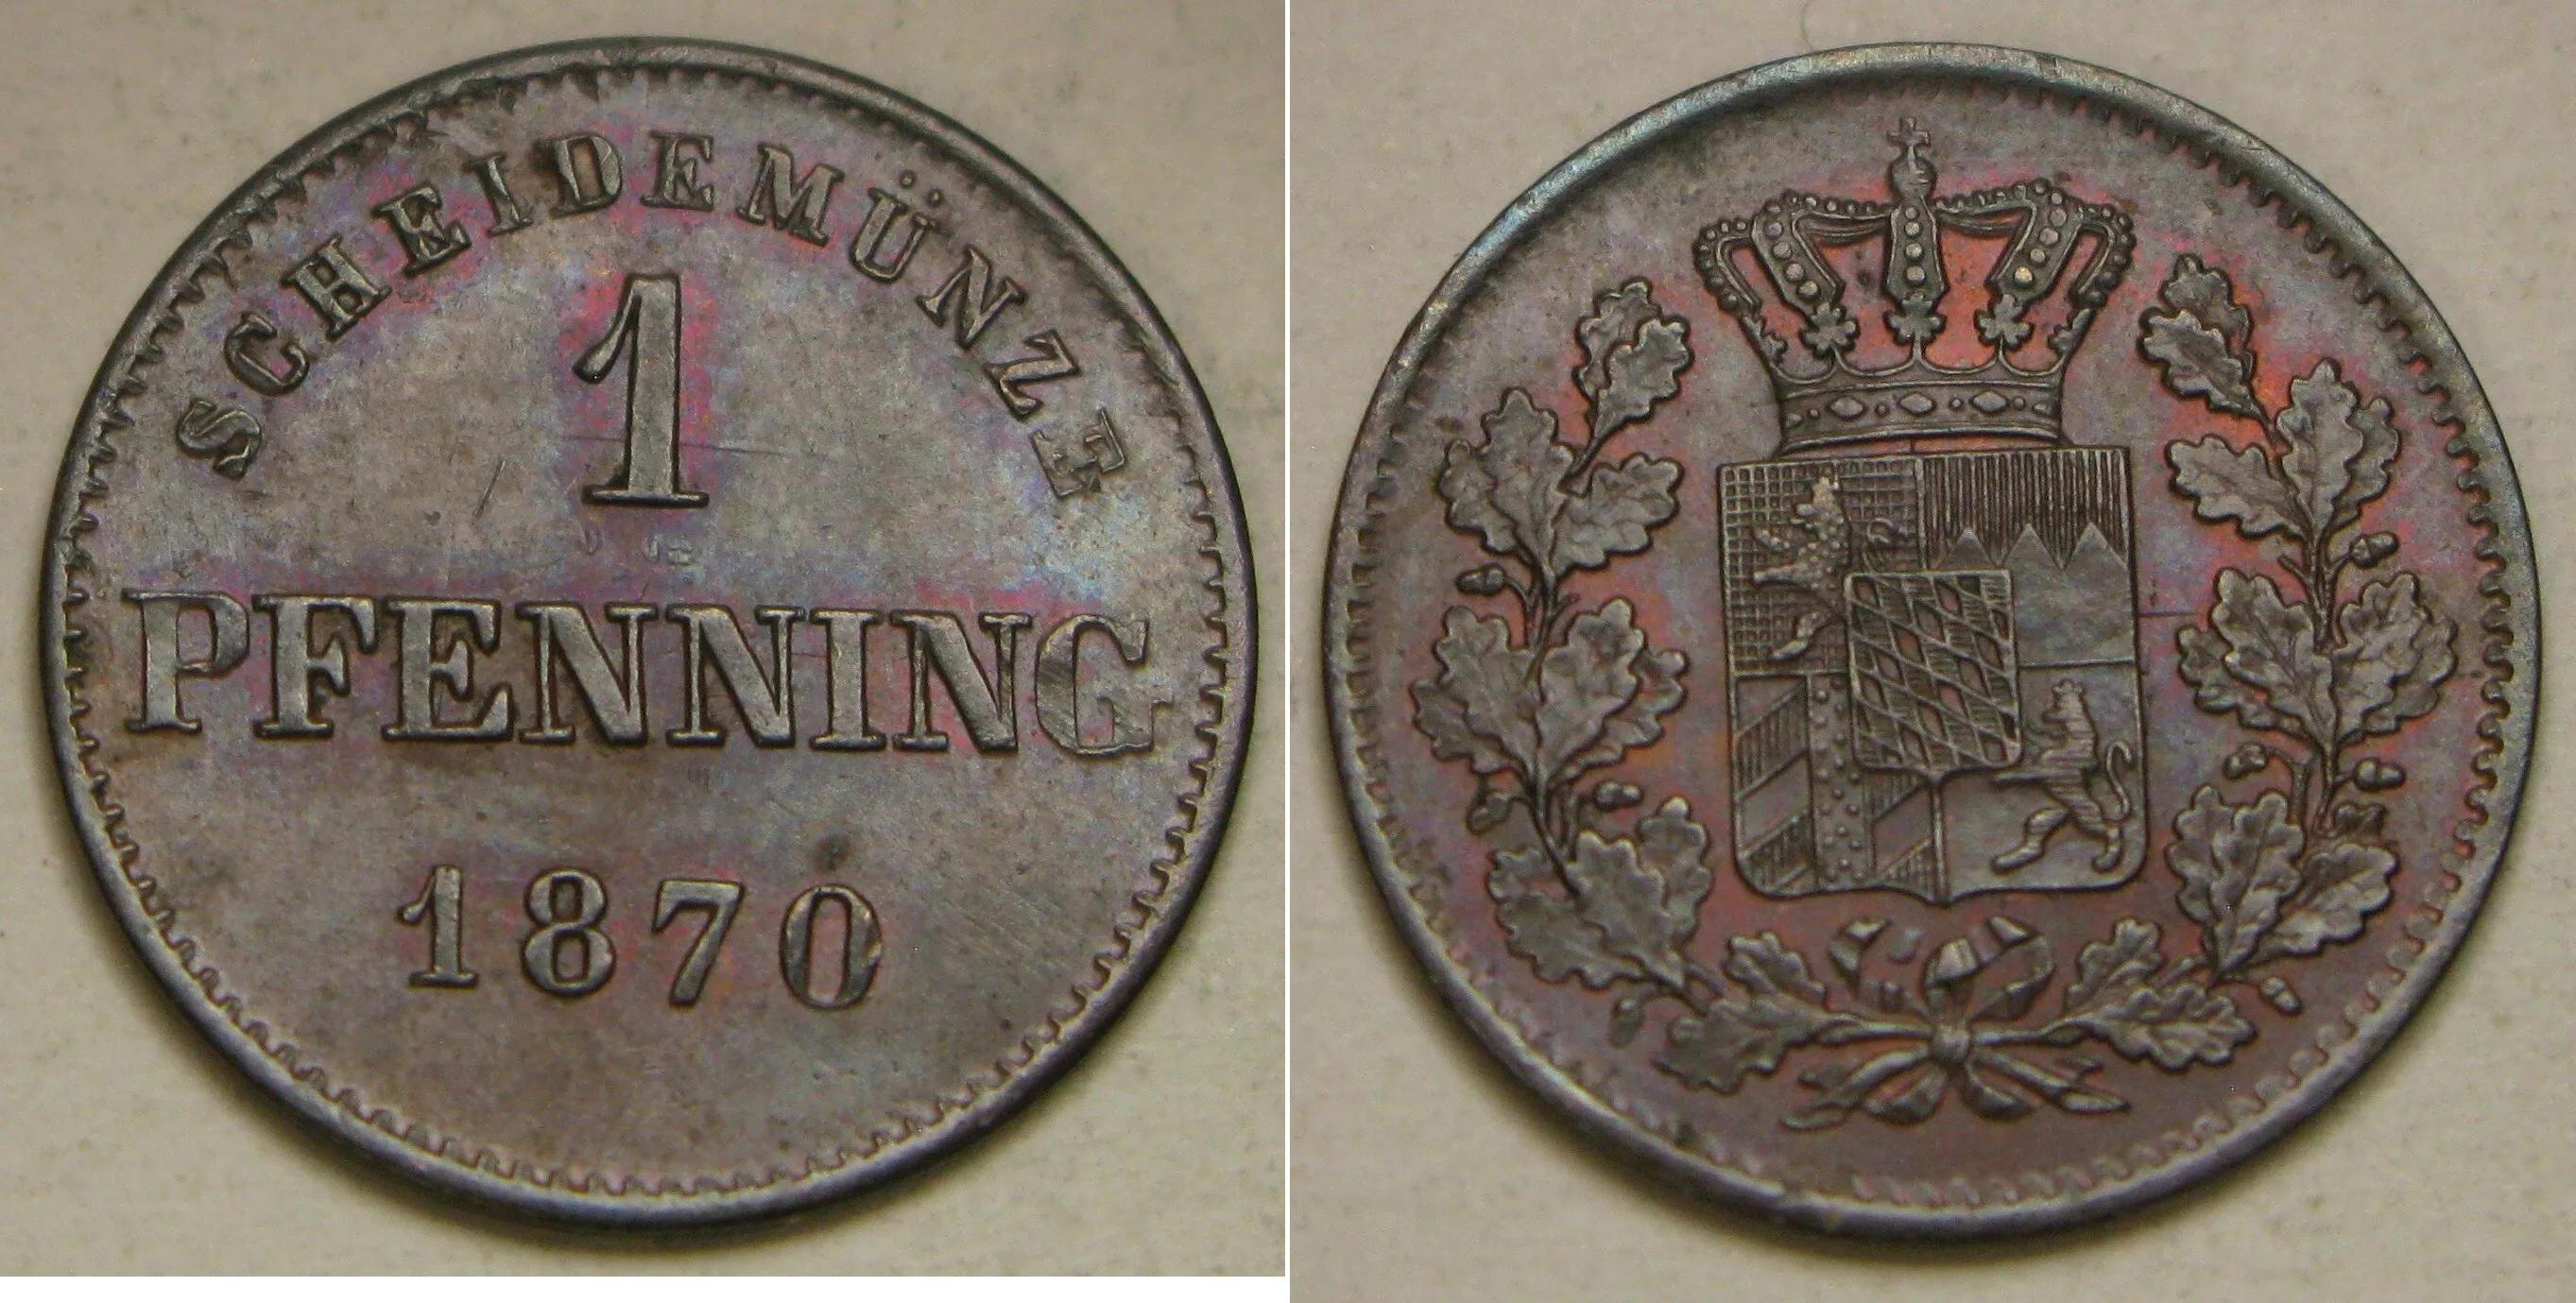 SCHEIDEMÜNZE
1
PFENNING
1870